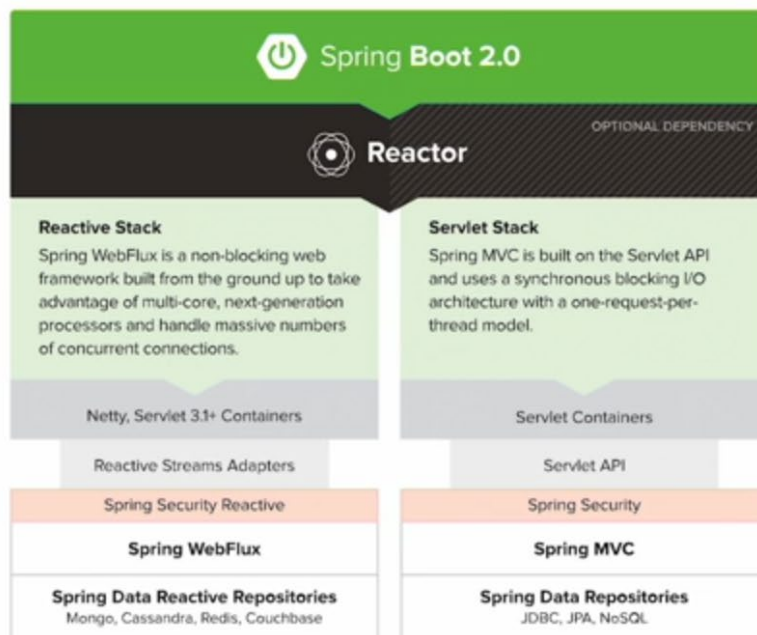 Spring Boot 2.0
OPTIONAL DEPENDENCY
Reactor
Reactive Stack
Spring WebFlux is a non-blocking web
framework built from the ground up to take
advantage of multi-core, next-generation
processors and handle massive numbers
of concurrent connections.
Netty, Servlet 3.1+ Containers
Reactive Streams Adapters
Spring Security Reactive
Spring WebFlux
Spring Data Reactive Repositories
Mongo, Cassandra, Redis, Couchbase
Servlet Stack
Spring MVC is built on the Servlet API
and uses a synchronous blocking I/O
architecture with a one-request-per-
thread model.
Servlet Containers
Servlet API
Spring Security
Spring MVC
Spring Data Repositories
JDBC, JPA, NoSQL